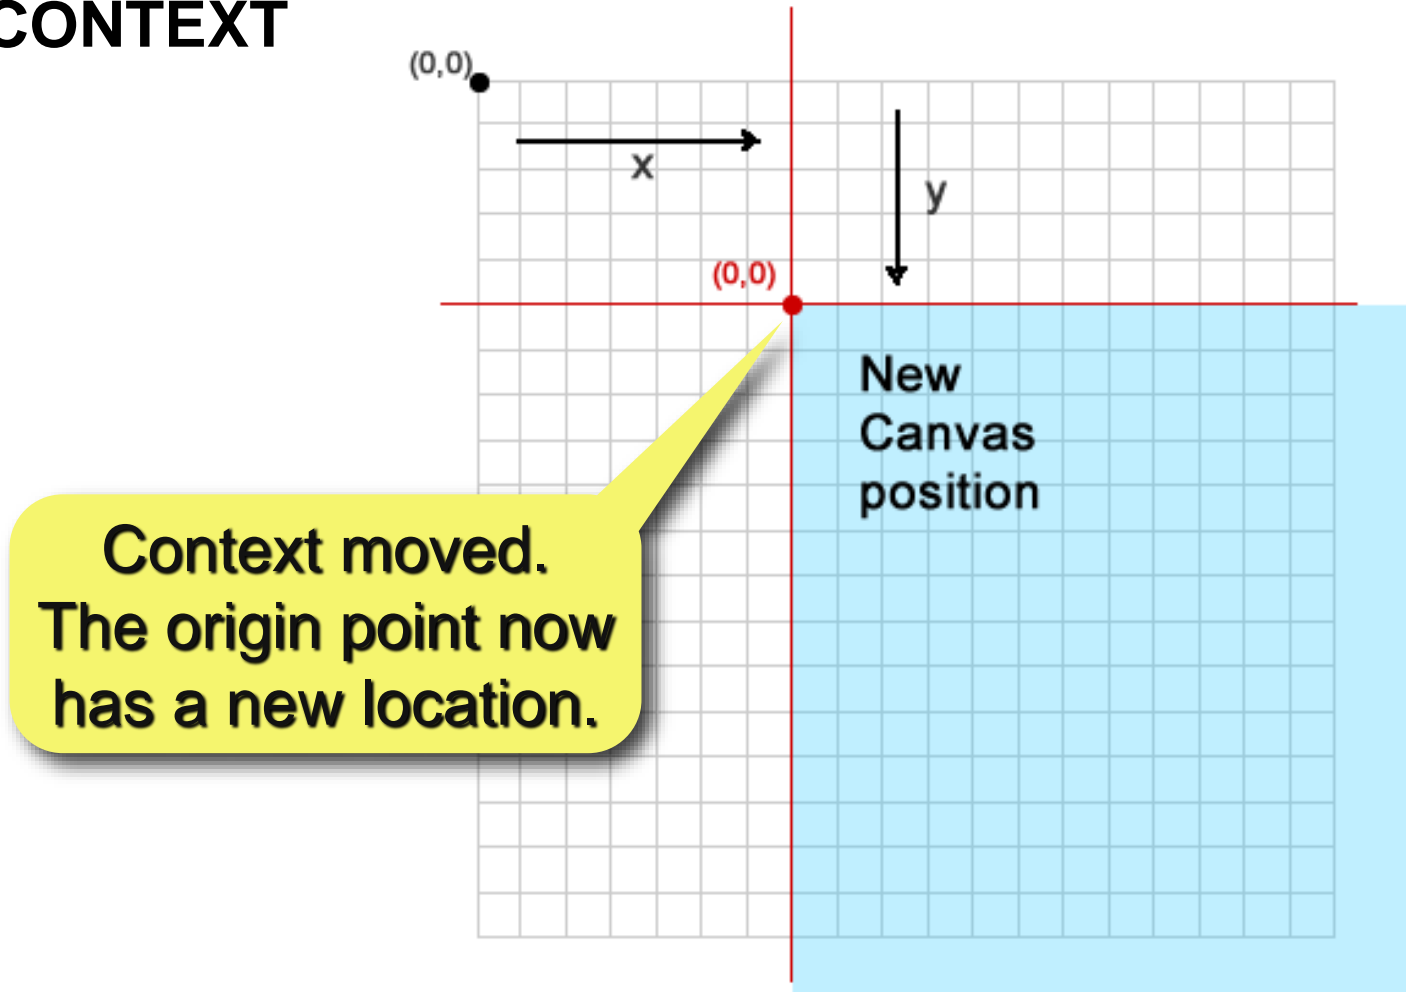 CONTEXT
(0,0)
x
y
(0,0)
New
Canvas
position
Context moved.
The origin point now
has a new location.